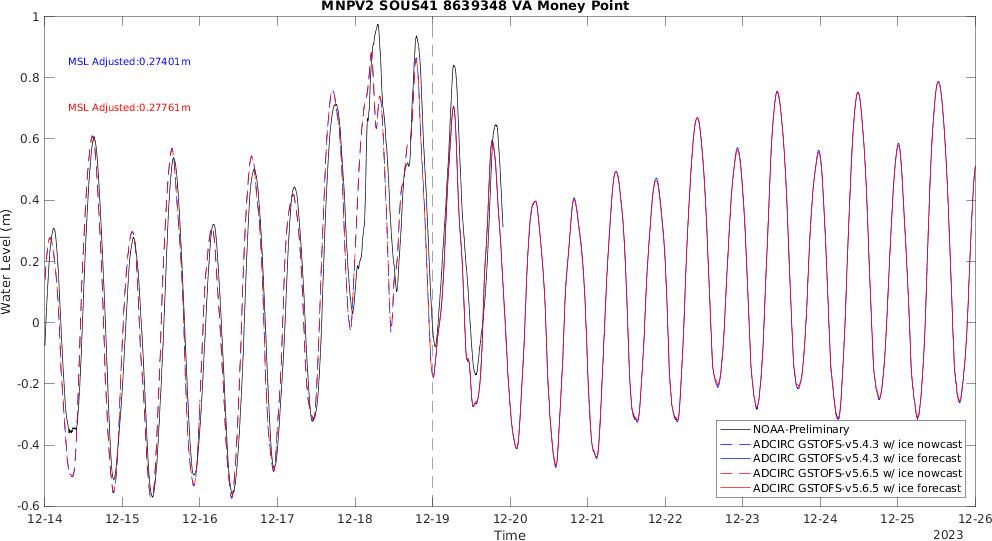 MNPV2 SOUS41 8639348 VA Money Point
MSL Adjusted:0.27401m
MSL Adjusted:0.27761m
Water Level (m)
1
0.8
0.6
0.4
0.2
0
-0.2
-0.4
-0.6
NOAA-Preliminary
ADCIRC GSTOFS-v5.4.3 w/ ice nowcast
ADCIRC GSTOFS-v5.4.3 w/ ice forecast
ADCIRC GSTOFS-v5.6.5 w/ ice nowcast
ADCIRC GSTOFS-v5.6.5 w/ ice forecast
12-14 12-15 12-16 12-17 12-18 12-19 12-20 12-21 12-22 12-23 12-24 12-25 12-26
Time
2023